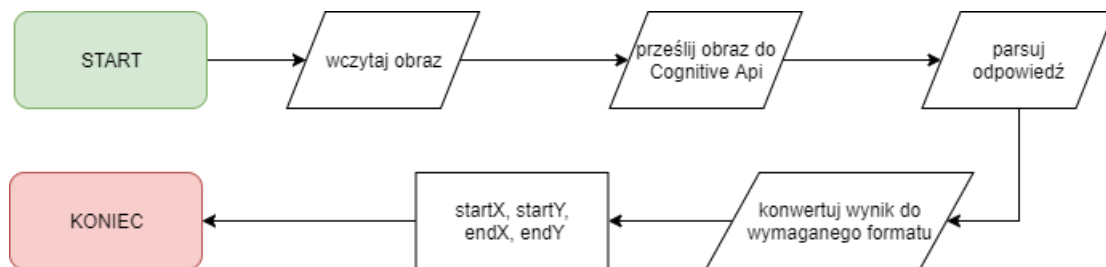 START
wczytaj obraz
prześlij obraz do
Cognitive Api
parsuj
odpowiedź
konwertuj wynik do
wymaganego formatu
startX, startY,
endX, endY
KONIEC